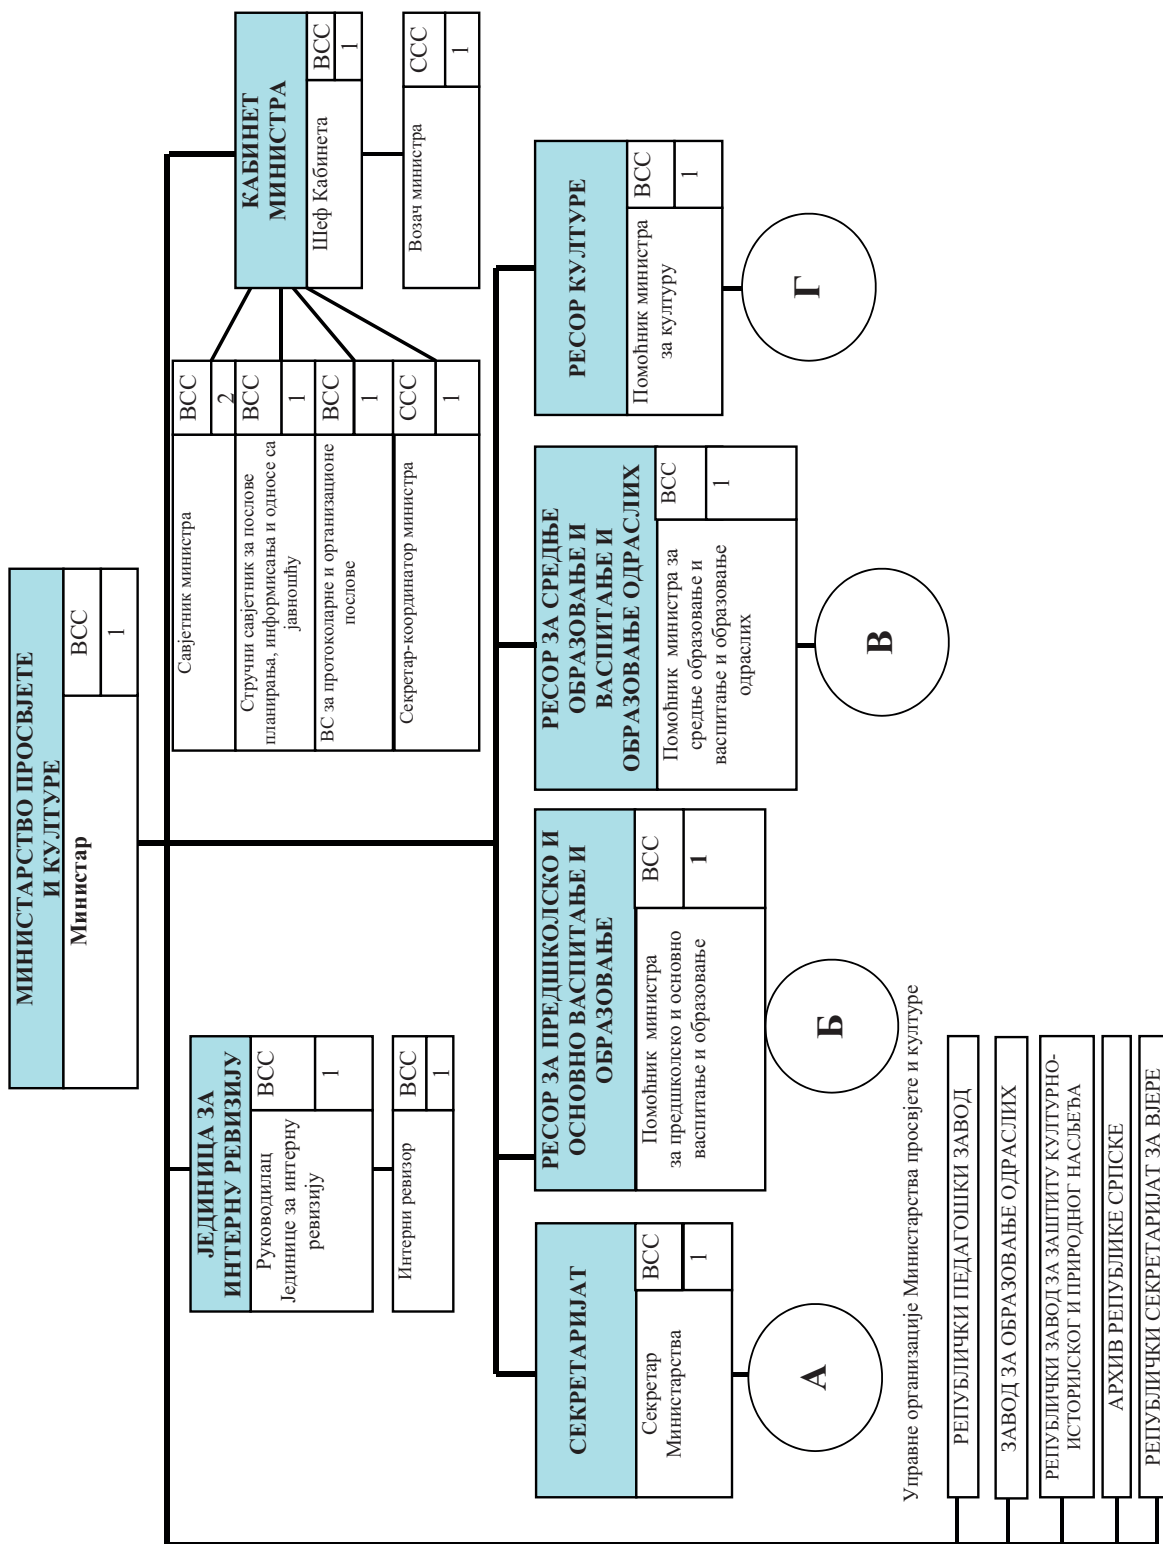 МИНИСТАРСТВО ПРОСВЈЕТЕ
И КУЛТУРЕ
Министар
ВСС
1
ЈЕДИНИЦА ЗА
ИНТЕРНУ РЕВИЗИЈУ
Руководилац
Јединице за интерну
ревизију
ВСС
1
Интерни ревизор
ВСС
1
КАБИНЕТ
МИНИСТРА
Шеф Кабинета
ВСС
1
Возач министра
ССС
1
Савјетник министра
ВСС
2
Стручни савјетник за послове
планирања, информисања и односе са
јавношћу
ВСС
1
ВС за протоколарне и организационе
послове
ВСС
1
Секретар-координатор министра
ССС
1
СЕКРЕТАРИЈАТ
Секретар
Министарства
ВСС
1
А
РЕСОР ЗА ПРЕДШКОЛСКО И
ОСНОВНО ВАСПИТАЊЕ И
ОБРАЗОВАЊЕ
Помоћник министра
за предшколско и основно
васпитање и образовање
ВСС
1
Б
РЕСОР ЗА СРЕДЊЕ
ОБРАЗОВАЊЕ И
ВАСПИТАЊЕ И
ОБРАЗОВАЊЕ ОДРАСЛИХ
Помоћник министра за
средње образовање и
васпитање и образовање
одраслих
ВСС
1
В
РЕСОР КУЛТУРЕ
Помоћник министра
за културу
ВСС
1
Г
Управне организације Министарства просвјете и културе
РЕПУБЛИЧКИ ПЕДАГОШКИ ЗАВОД
ЗАВОД ЗА ОБРАЗОВАЊЕ ОДРАСЛИХ
РЕПУБЛИЧКИ ЗАВОД ЗА ЗАШТИТУ КУЛТУРНО-
ИСТОРИЈСКОГ И ПРИРОДНОГ НАСЉЕЂА
АРХИВ РЕПУБЛИКЕ СРПСКЕ
РЕПУБЛИЧКИ СЕКРЕТАРИЈАТ ЗА ВЈЕРЕ